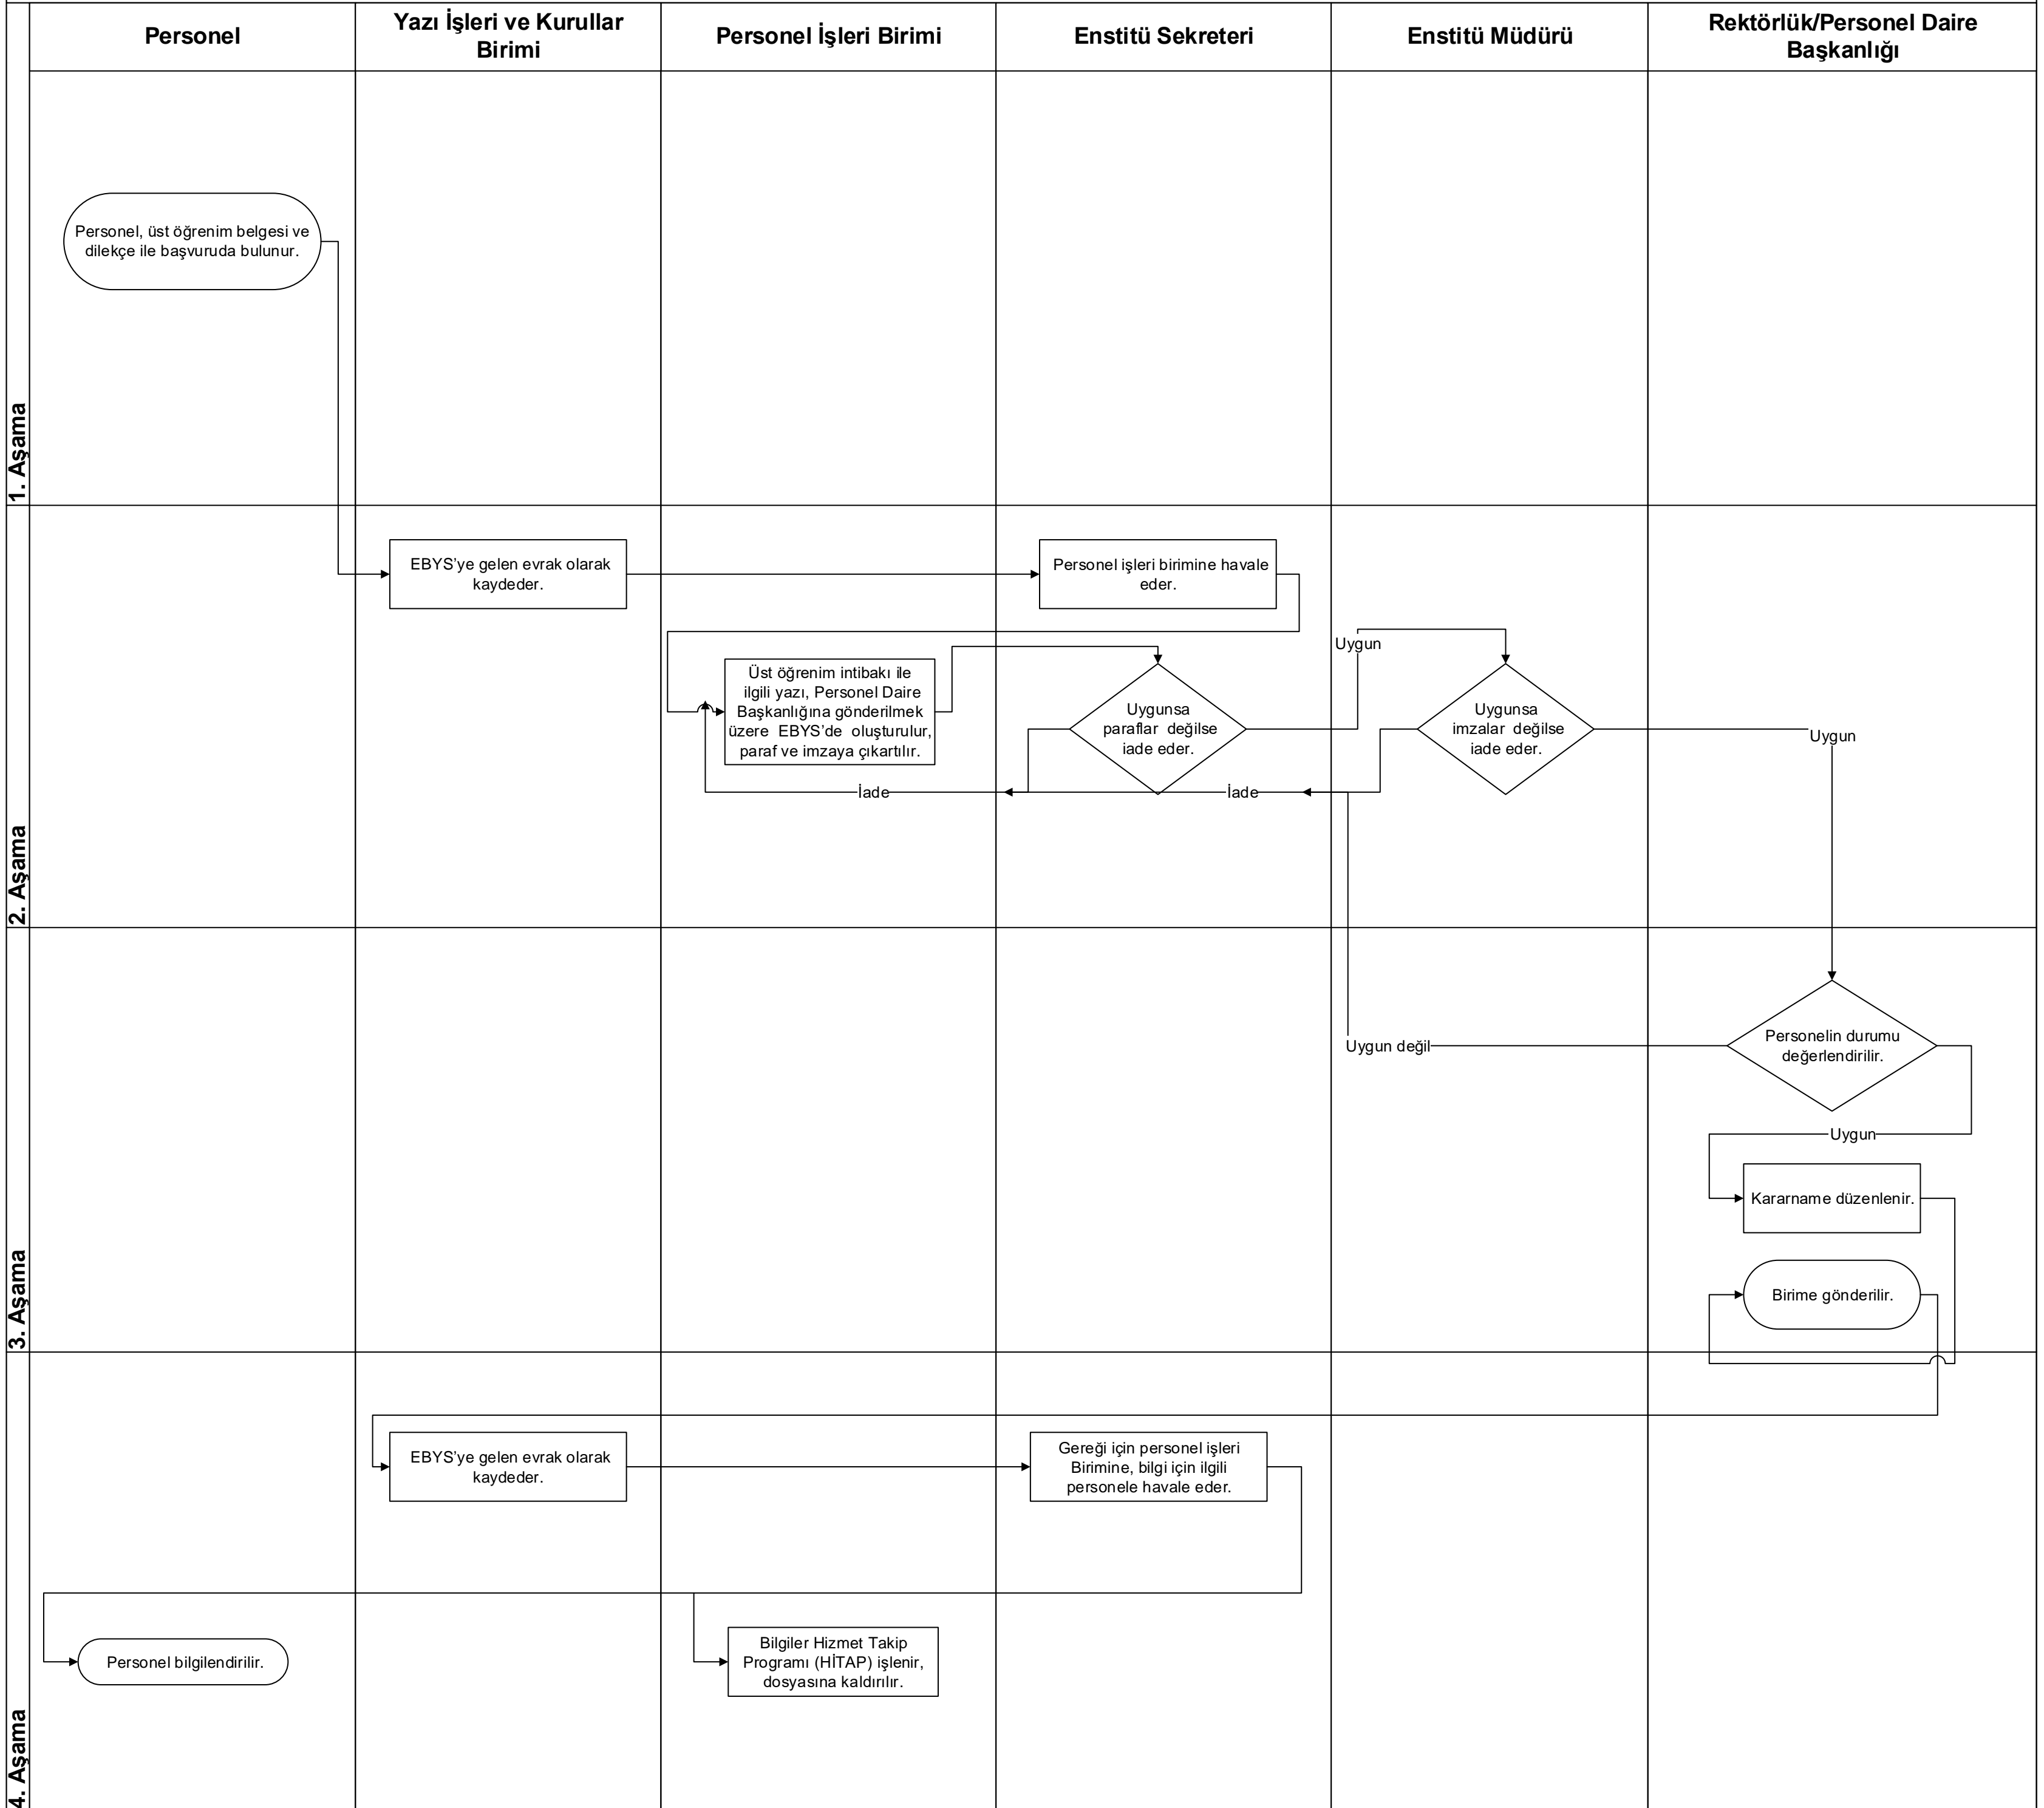 Personel
Yazı İşleri ve Kurullar
Birimi
Personel İşleri Birimi
Enstitü Sekreteri
Enstitü Müdürü
Rektörlük/Personel Daire
Başkanlığı
1. Aşama
Personel, üst öğrenim belgesi ve
dilekçe ile başvuruda bulunur.
2. Aşama
EBYS’ye gelen evrak olarak
kaydeder.
Personel işleri birimine havale
eder.
Üst öğrenim intibakı ile
ilgili yazı, Personel Daire
Başkanlığına gönderilmek
üzere EBYS’de oluşturulur,
paraf ve imzaya çıkartılır.
Uygunsa
paraflar değilse
iade eder.
Uygun
Uygunsa
imzalar değilse
iade eder.
Uygun
İade
İade
3. Aşama
Personelin durumu
değerlendirilir.
Uygun değil
Uygun
Kararname düzenlenir.
Birime gönderilir.
4. Aşama
EBYS’ye gelen evrak olarak
kaydeder.
Gereği için personel işleri
Birimine, bilgi için ilgili
personele havale eder.
Personel bilgilendirilir.
Bilgiler Hizmet Takip
Programı (HİTAP) işlenir,
dosyasına kaldırılır.